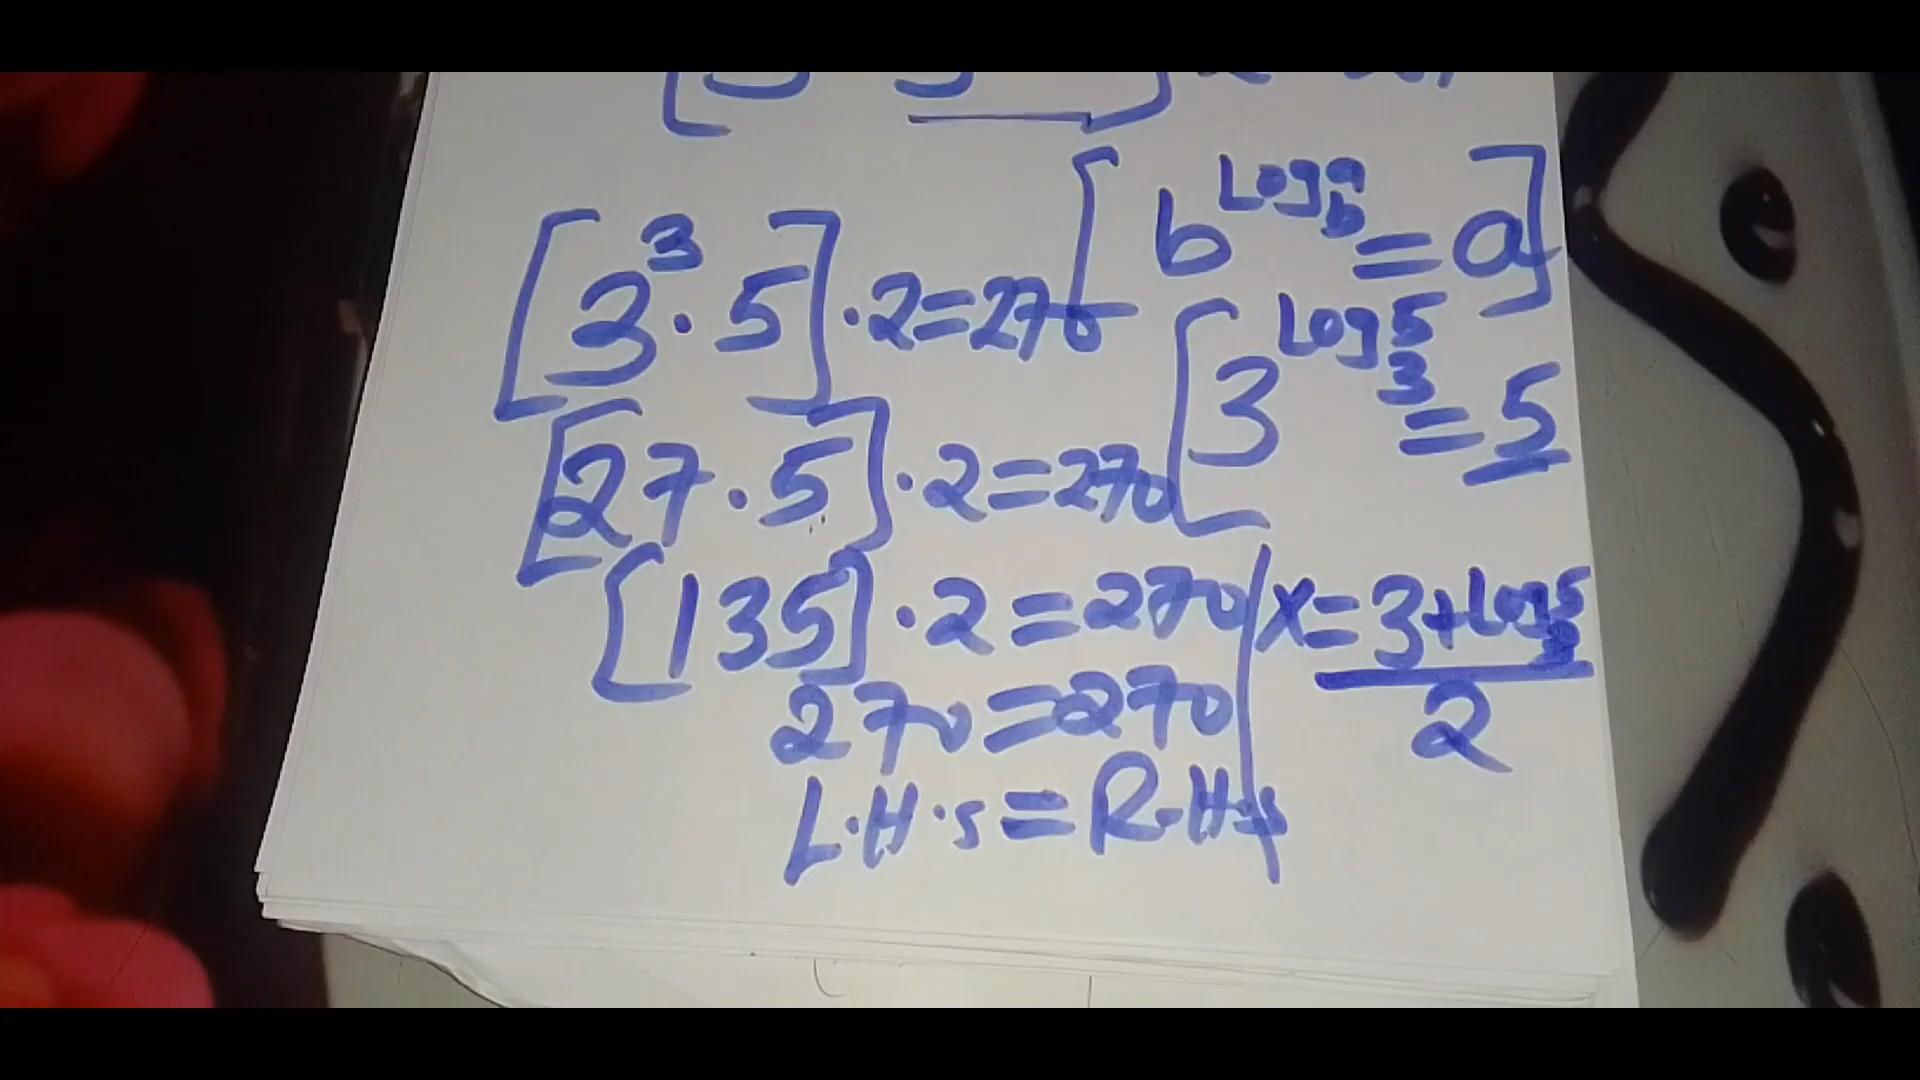 [3³ · 5] · 2 = 270
[b^Log_b a = a]
[27 · 5] · 2 = 270
[3^Log_3 5 = 5
[135] · 2 = 270
x = 3 + Log_3 5
2
270 = 270
L.H.s = R.H.s